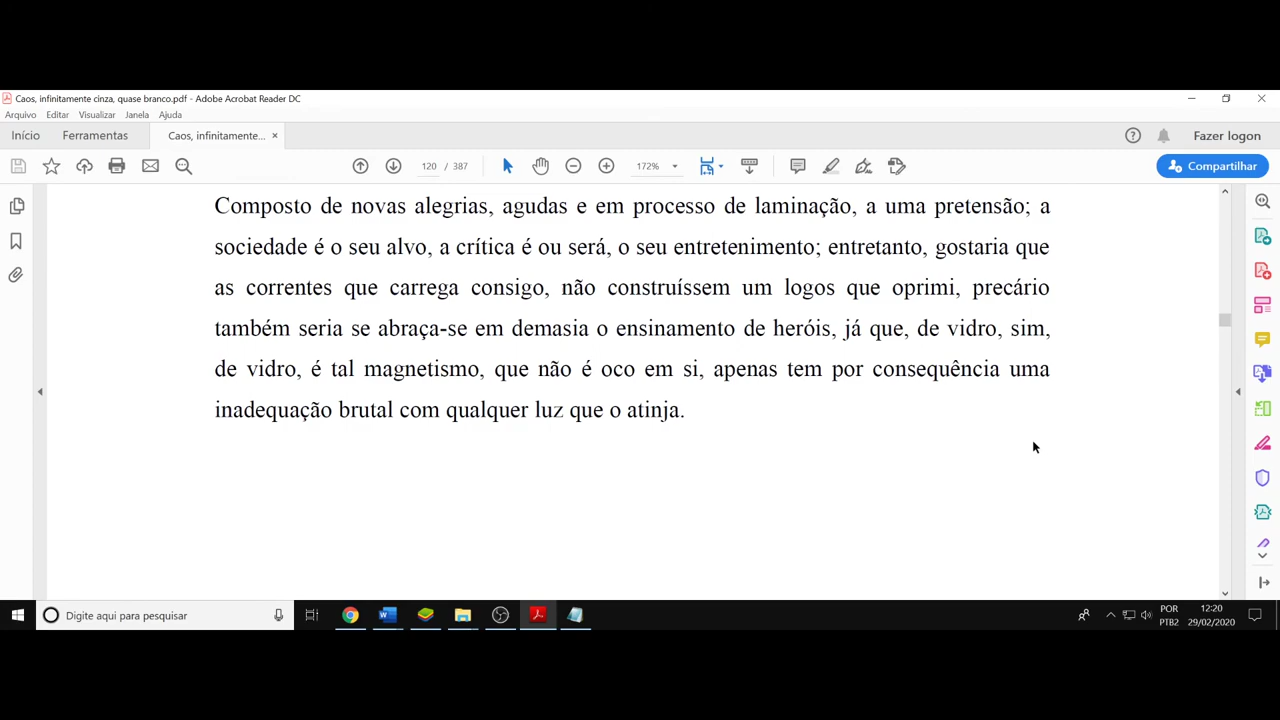 Caos, infinitamente cinza, quase branco.pdf - Adobe Acrobat Reader DC
Arquivo Editar Visualizar Janela Ajuda
Início Ferramentas Caos, infinitamente... × Fazer logon
120 / 387 172% Compartilhar
Composto de novas alegrias, agudas e em processo de laminação, a uma pretensão; a
sociedade é o seu alvo, a crítica é ou será, o seu entretenimento; entretanto, gostaria que
as correntes que carrega consigo, não construíssem um logos que oprimi, precário
também seria se abraça-se em demasia o ensinamento de heróis, já que, de vidro, sim,
de vidro, é tal magnetismo, que não é oco em si, apenas tem por consequência uma
inadequação brutal com qualquer luz que o atinja.
Digite aqui para pesquisar
POR 12:20
PTB2 29/02/2020